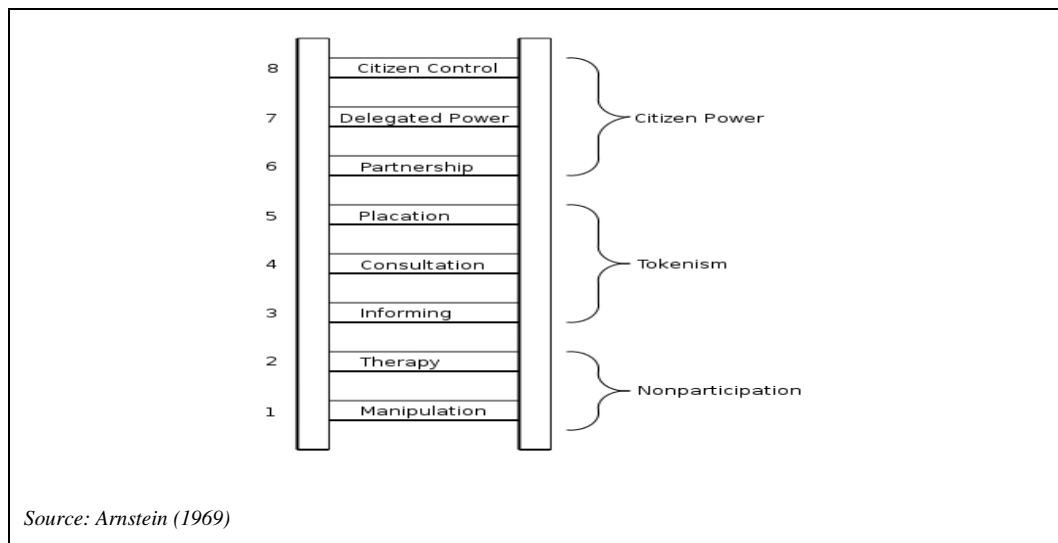 8 Citizen Control
7 Delegated Power Citizen Power
6 Partnership
5 Placation
4 Consultation Tokenism
3 Informing
2 Therapy
Nonparticipation
1 Manipulation
Source: Arnstein (1969)